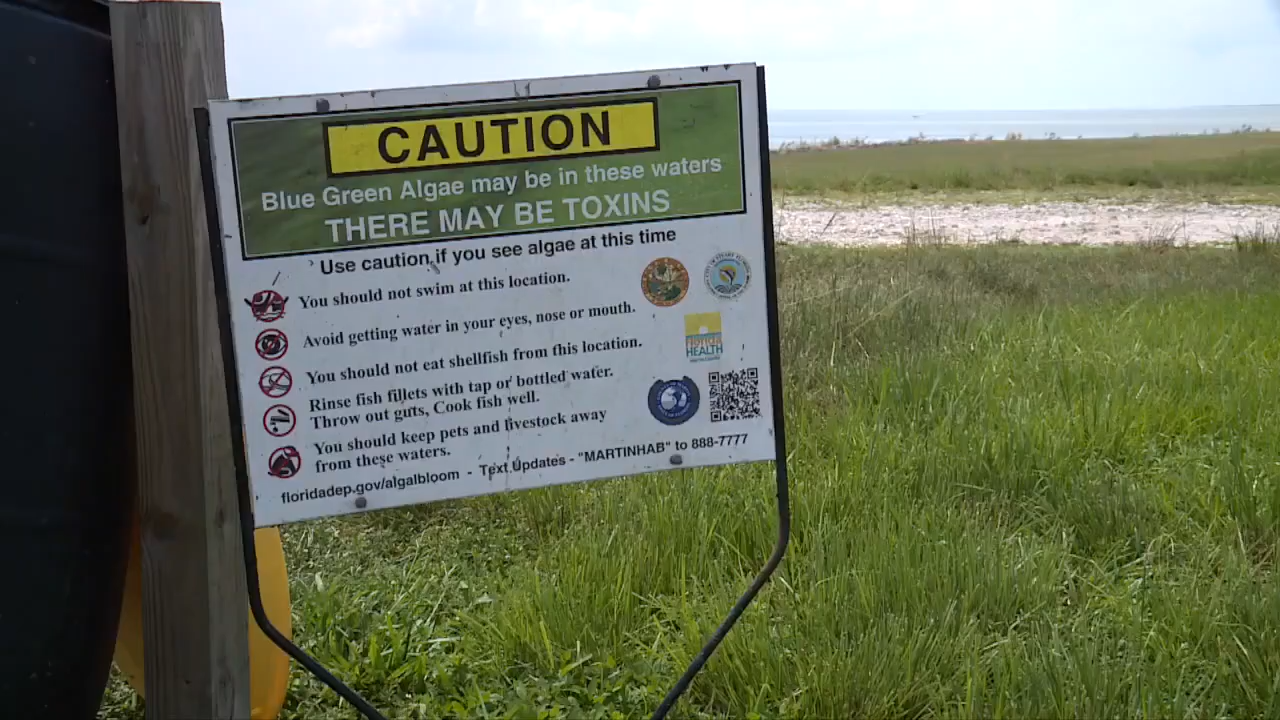 CAUTION
Blue Green Algae may be in these waters
THERE MAY BE TOXINS
Use caution if you see algae at this time
You should not swim at this location.
Avoid getting water in your eyes, nose or mouth.
You should not eat shellfish from this location.
Rinse fish fillets with tap or bottled water.
Throw out guts, Cook fish well.
You should keep pets and livestock away
from these waters.
HEALTH
floridadep.gov/algalbloom - Text Updates - "MARTINHAB" to 888-7777